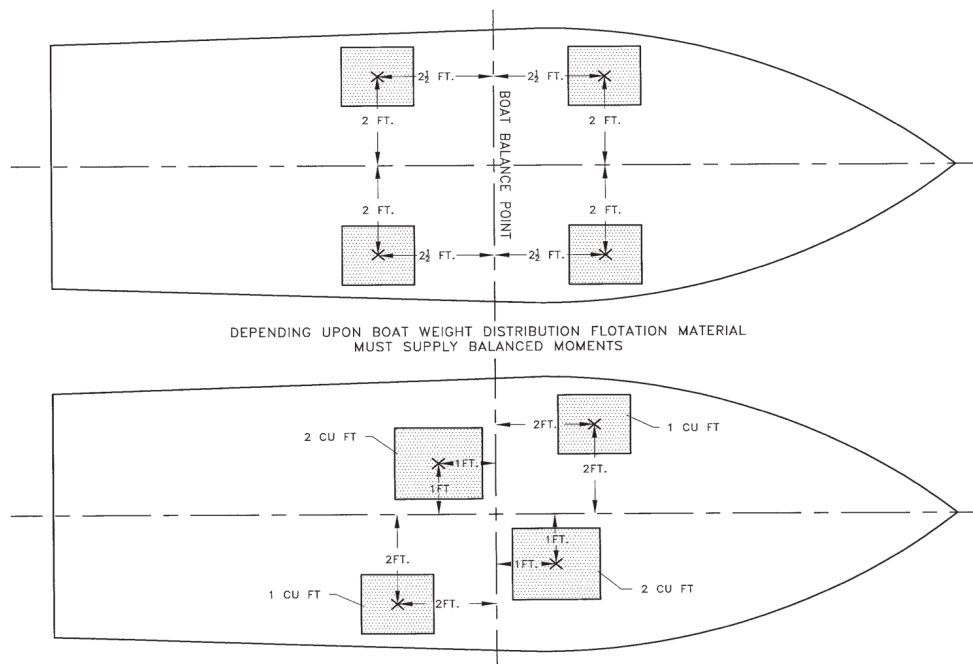 2½ FT. 2½ FT.
2 FT. 2 FT.
BOAT BALANCE POINT
2 FT. 2 FT.
2½ FT. 2½ FT.
DEPENDING UPON BOAT WEIGHT DISTRIBUTION FLOTATION MATERIAL
MUST SUPPLY BALANCED MOMENTS
2FT. 1 CU FT
2 CU FT
1FT. 2FT.
1FT
1FT.
2FT. 1FT.
1 CU FT 2 CU FT
2FT.